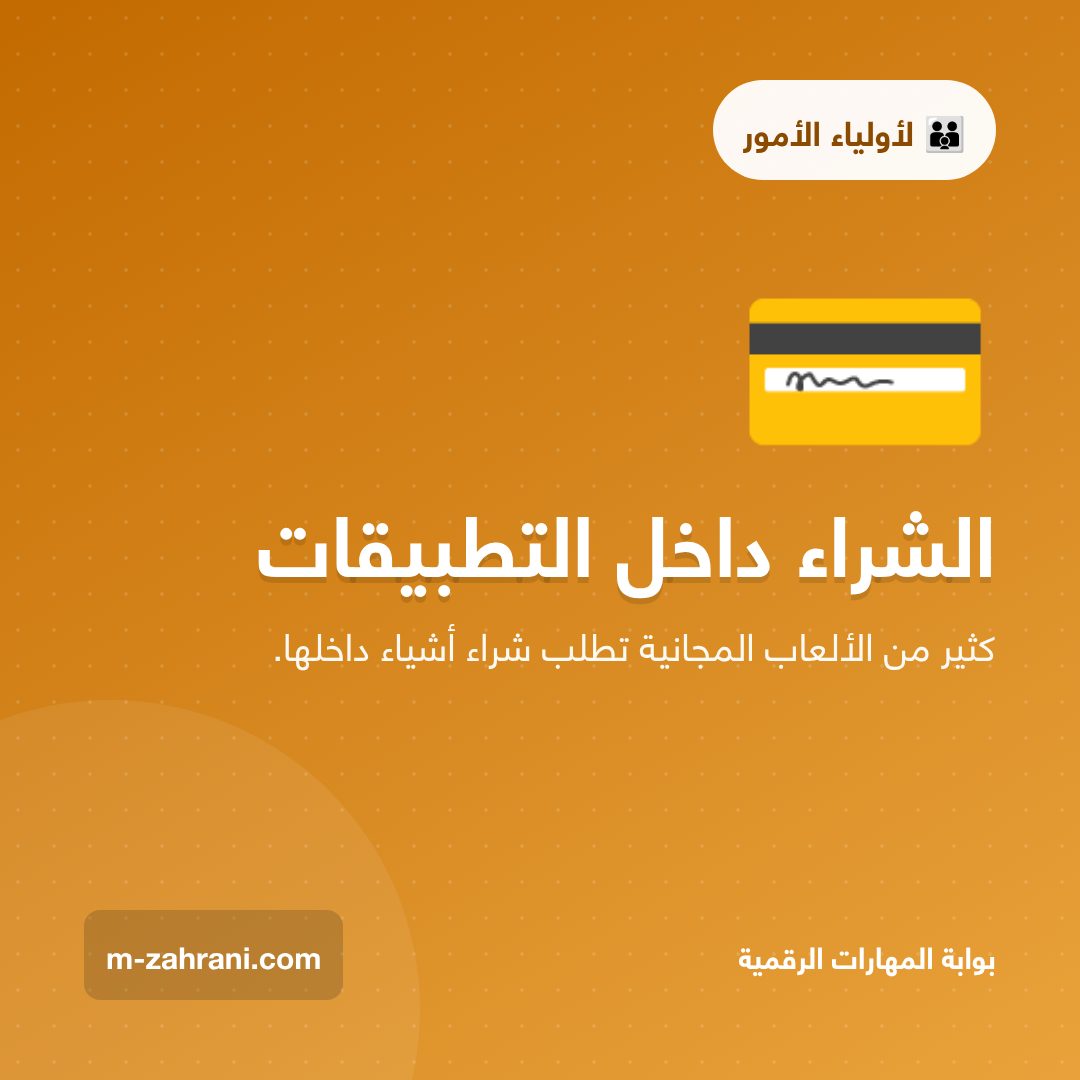 لأولياء الأمور
الشراء داخل التطبيقات
كثير من الألعاب المجانية تطلب شراء أشياء داخلها.
بوابة المهارات الرقمية
m-zahrani.com